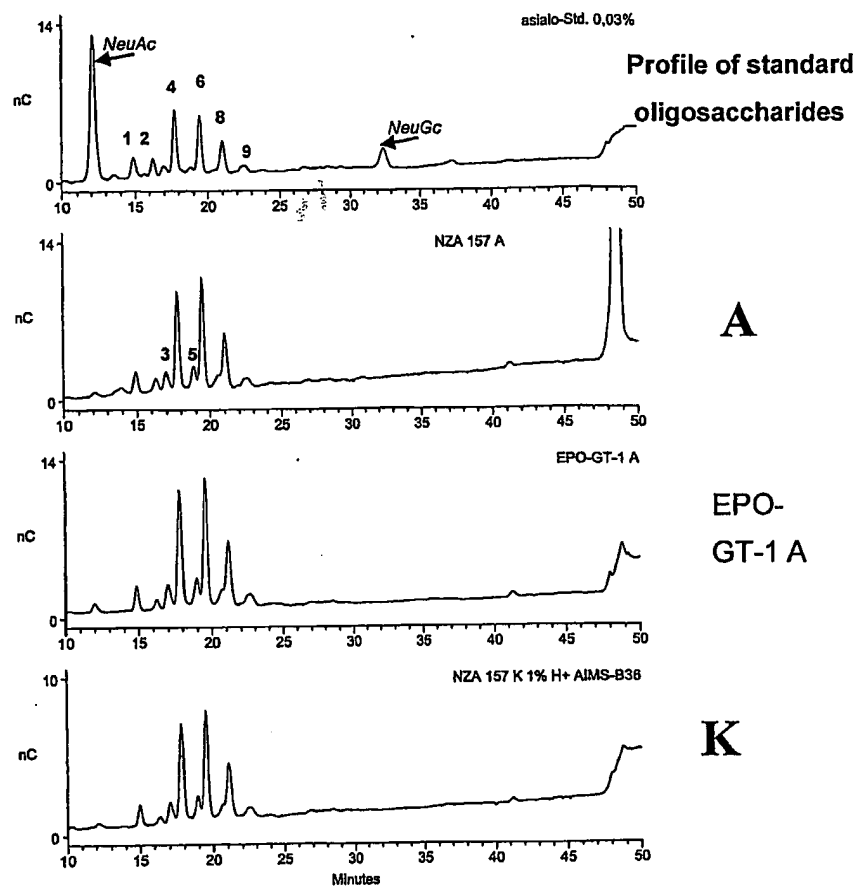 asialo-Std. 0,03%
14
NeuAc
nC
1 2 4 6 8 9
NeuGc
0
10 15 20 25 30 35 40 45 50
Profile of standard
oligosaccharides
NZA 157 A
14
nC
3 5
0
10 15 20 25 30 35 40 45 50
A
EPO-GT-1 A
14
nC
0
10 15 20 25 30 35 40 45 50
EPO-
GT-1 A
NZA 157 K 1% H+ AIMS-B36
10
nC
0
10 15 20 25 30 35 40 45 50
Minutes
K